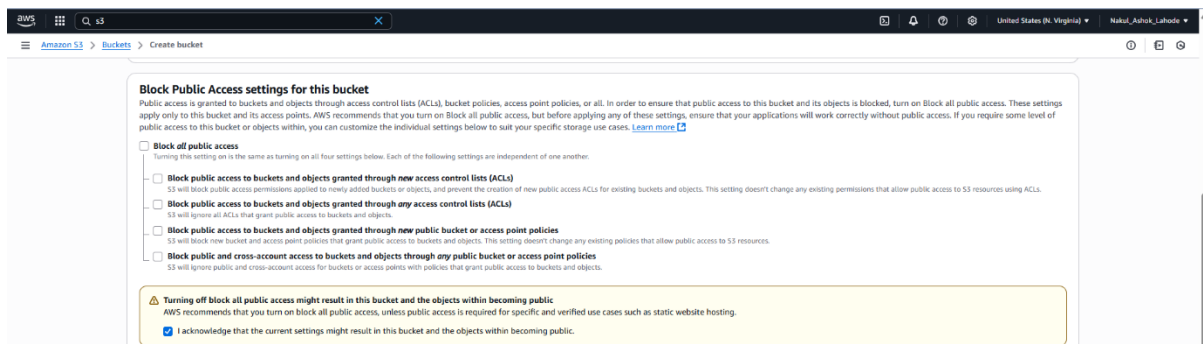 aws s3 United States (N. Virginia) Nakul_Ashok_Lahode
Amazon S3 > Buckets > Create bucket
Block Public Access settings for this bucket
Public access is granted to buckets and objects through access control lists (ACLs), bucket policies, access point policies, or all. In order to ensure that public access to this bucket and its objects is blocked, turn on Block all public access. These settings
apply only to this bucket and its access points. AWS recommends that you turn on Block all public access, but before applying any of these settings, ensure that your applications will work correctly without public access. If you require some level of
public access to this bucket or objects within, you can customize the individual settings below to suit your specific storage use cases. Learn more
Block all public access
Turning this setting on is the same as turning on all four settings below. Each of the following settings are independent of one another.
Block public access to buckets and objects granted through new access control lists (ACLs)
S3 will block public access permissions applied to newly added buckets or objects, and prevent the creation of new public access ACLs for existing buckets and objects. This setting doesn't change any existing permissions that allow public access to S3 resources using ACLs.
Block public access to buckets and objects granted through any access control lists (ACLs)
S3 will ignore all ACLs that grant public access to buckets and objects.
Block public access to buckets and objects granted through new public bucket or access point policies
S3 will block new bucket and access point policies that grant public access to buckets and objects. This setting doesn't change any existing policies that allow public access to S3 resources.
Block public and cross-account access to buckets and objects through any public bucket or access point policies
S3 will ignore public and cross-account access for buckets or access points with policies that grant public access to buckets and objects.
Turning off block all public access might result in this bucket and the objects within becoming public
AWS recommends that you turn on block all public access, unless public access is required for specific and verified use cases such as static website hosting.
I acknowledge that the current settings might result in this bucket and the objects within becoming public.